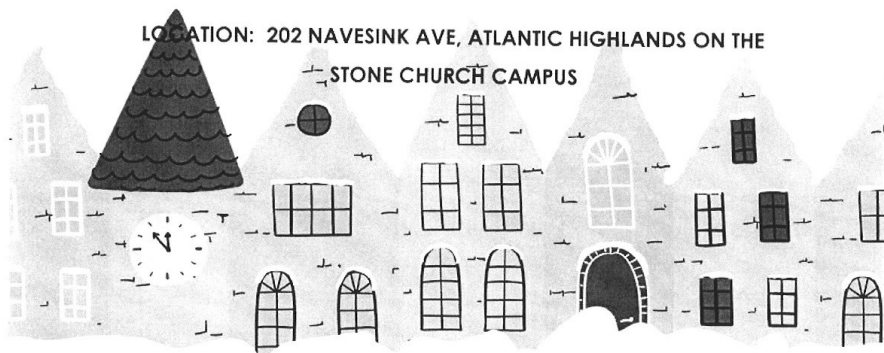 LOCATION: 202 NAVESINK AVE, ATLANTIC HIGHLANDS ON THE
STONE CHURCH CAMPUS